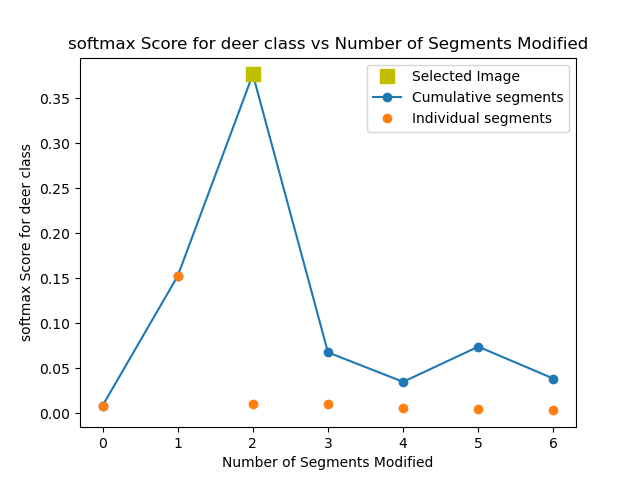 softmax Score for deer class vs Number of Segments Modified
Selected Image
Cumulative segments
Individual segments
softmax Score for deer class
0.35
0.30
0.25
0.20
0.15
0.10
0.05
0.00
0 1 2 3 4 5 6
Number of Segments Modified